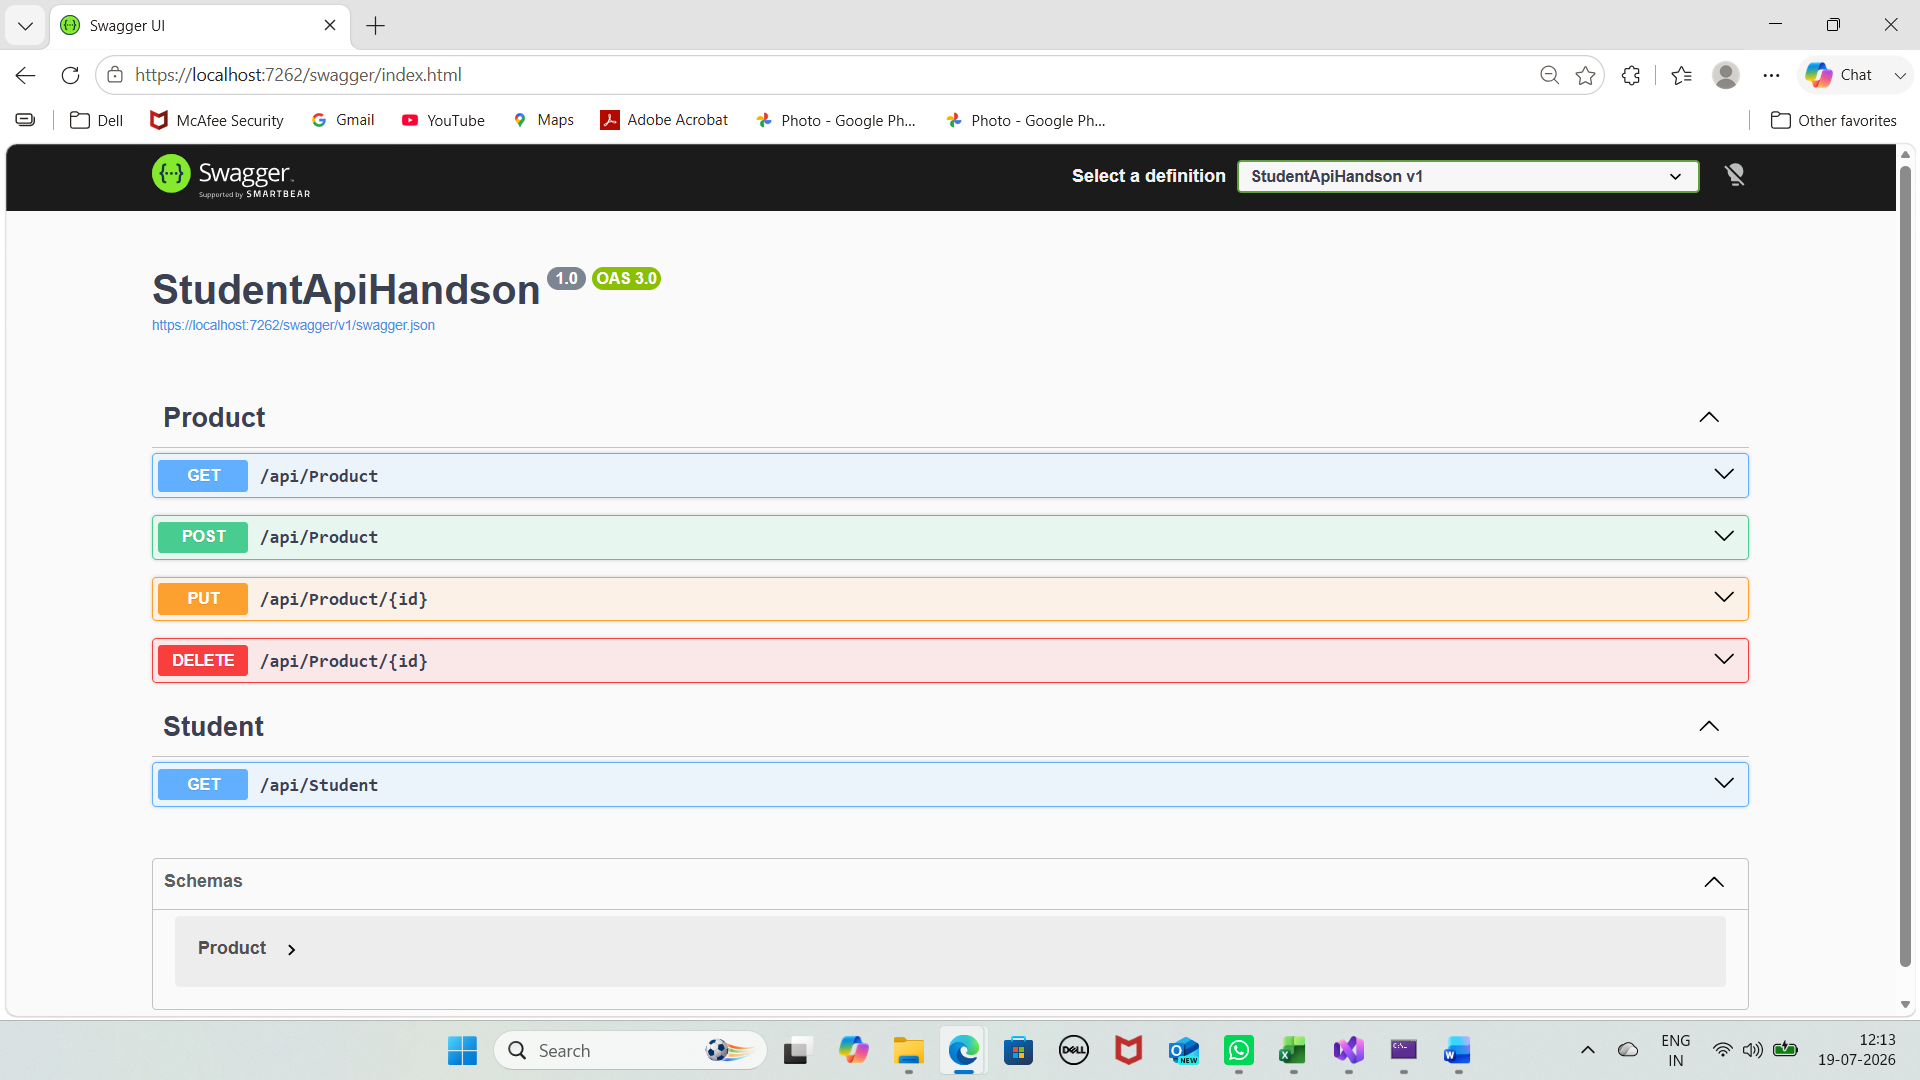 Swagger UI
https://localhost:7262/swagger/index.html
Chat
Dell
McAfee Security
Gmail
YouTube
Maps
Adobe Acrobat
Photo - Google Ph...
Photo - Google Ph...
Other favorites
Swagger
Supported by SMARTBEAR
Select a definition
StudentApiHandson v1
StudentApiHandson 1.0 OAS 3.0
https://localhost:7262/swagger/v1/swagger.json
Product
GET /api/Product
POST /api/Product
PUT /api/Product/{id}
DELETE /api/Product/{id}
Student
GET /api/Student
Schemas
Product
Search
DELL
NEW
ENG
IN
12:13
19-07-2026